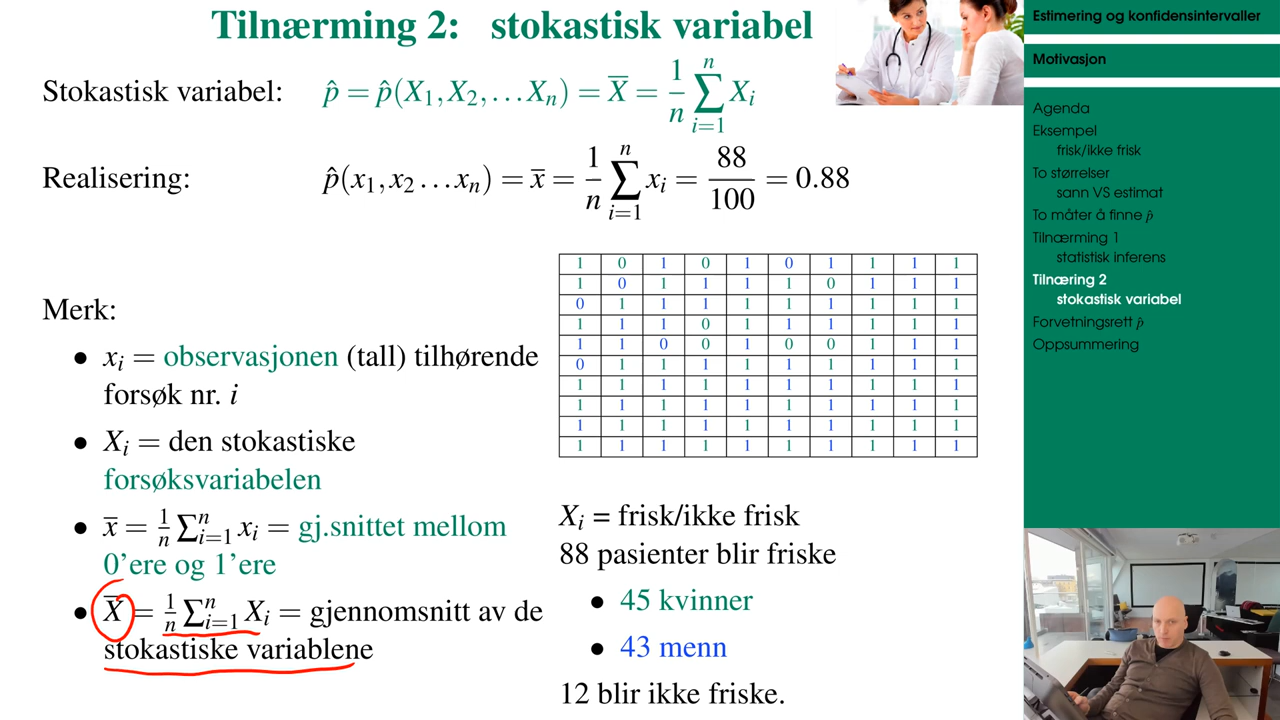 Tilnærming 2: stokastisk variabel
Stokastisk variabel: p̂ = p̂(X₁, X₂, … Xₙ) = X̅ = 1/n ∑ᵢ₌₁ⁿ Xᵢ
Realisering: p̂(x₁, x₂ … xₙ) = x̅ = 1/n ∑ᵢ₌₁ⁿ xᵢ = 88/100 = 0.88
Merk:
• xᵢ = observasjonen (tall) tilhørende
forsøk nr. i
• Xᵢ = den stokastiske
forsøksvariabelen
• x̅ = 1/n ∑ᵢ₌₁ⁿ xᵢ = gj.snittet mellom
0’ere og 1’ere
• X̅ = 1/n ∑ᵢ₌₁ⁿ Xᵢ = gjennomsnitt av de
stokastiske variablene
1 0 1 0 1 0 1 1 1 1
1 0 1 1 1 1 0 1 1 1
0 1 1 1 1 1 1 1 1 1
1 1 1 0 1 1 1 1 1 1
1 1 0 0 1 0 0 1 1 1
0 1 1 1 1 1 1 1 1 1
1 1 1 1 1 1 1 1 1 1
1 1 1 1 1 1 1 1 1 1
1 1 1 1 1 1 1 1 1 1
1 1 1 1 1 1 1 1 1 1
Xᵢ = frisk/ikke frisk
88 pasienter blir friske
• 45 kvinner
• 43 menn
12 blir ikke friske.
Estimering og konfidensintervaller
Motivasjon
Agenda
Eksempel
frisk/ikke frisk
To størrelser
sann VS estimat
To måter å finne p̂
Tilnærming 1
statistisk inferens
Tilnæring 2
stokastisk variabel
Forvetningsrett p̂
Oppsummering